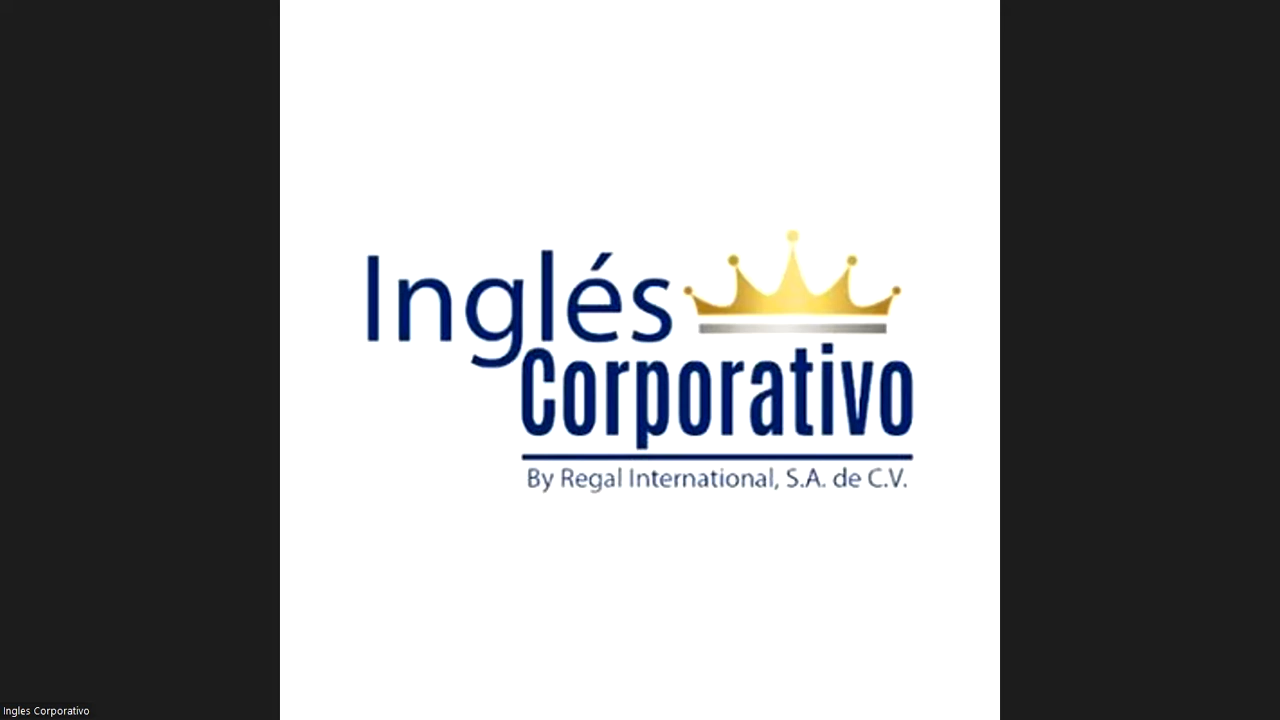 Inglés
Corporativo
By Regal International, S.A. de C.V.
Ingles Corporativo